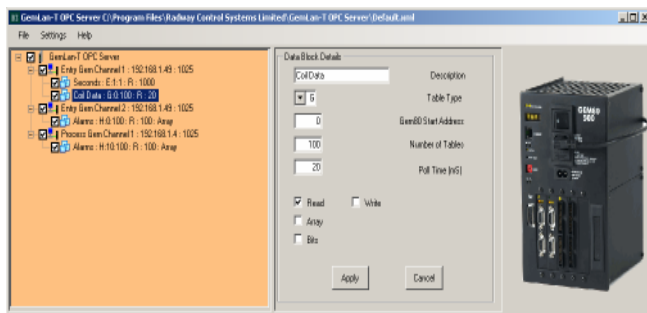 GemLan-T OPC Server C:\Program Files\Radway Control Systems Limited\GemLan-T OPC Server\Default.xml
File Settings Help
GemLan-T OPC Server
Entry Gem Channel 1 : 192.168.1.49 : 1025
Seconds : E:1:1 : R : 1000
Coil Data : G:0:100 : R : 20
Entry Gem Channel 2 : 192.168.1.49 : 1025
Alarms : H:0:100 : R : 100: Array
Process Gem Channel 1 : 192.168.1.4 : 1025
Alarms : H:10:100 : R : 100: Array
Data Block Details
Coil Data Description
G Table Type
0 Gem80 Start Address
100 Number of Tables
20 Poll Time (mS)
Read Write
Array
Bits
Apply Cancel
GEM80
500